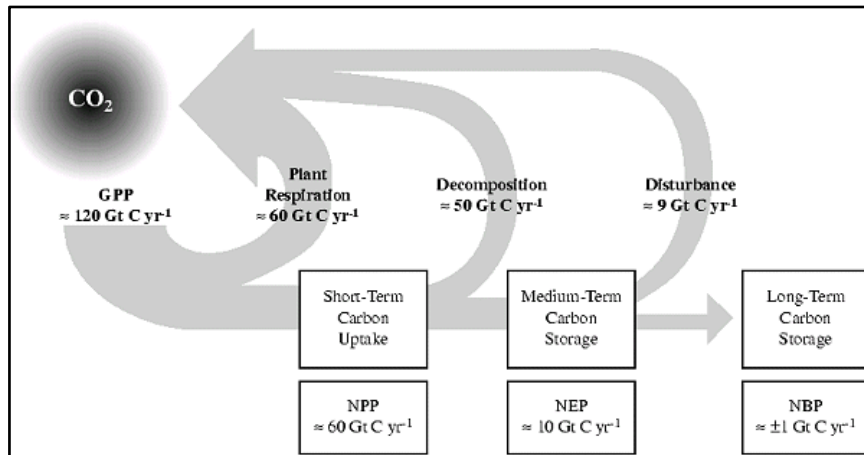 CO₂
GPP
≈ 120 Gt C yr⁻¹
Plant
Respiration
≈ 60 Gt C yr⁻¹
Decomposition
≈ 50 Gt C yr⁻¹
Disturbance
≈ 9 Gt C yr⁻¹
Short-Term
Carbon
Uptake
Medium-Term
Carbon
Storage
Long-Term
Carbon
Storage
NPP
≈ 60 Gt C yr⁻¹
NEP
≈ 10 Gt C yr⁻¹
NBP
≈ ±1 Gt C yr⁻¹